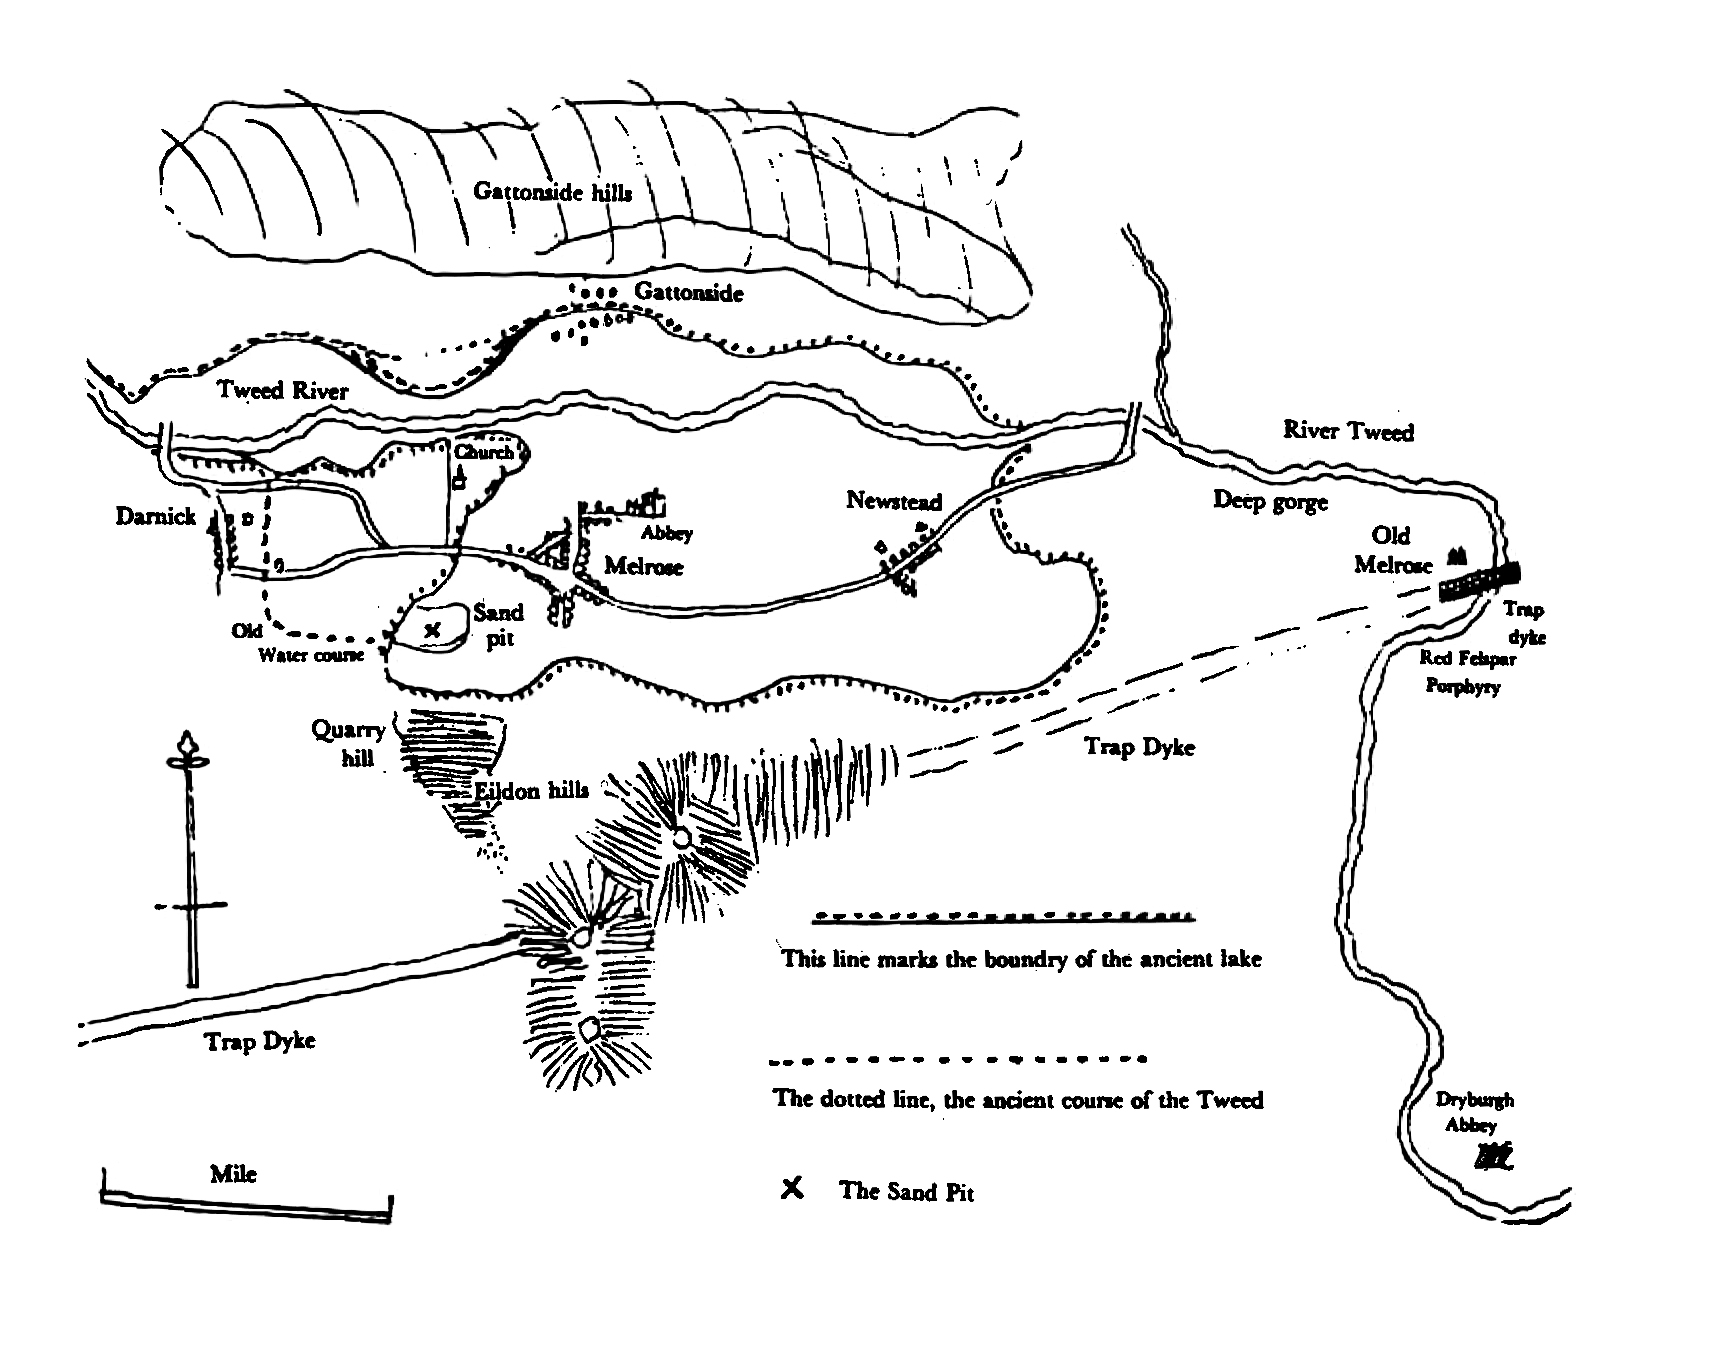 Gattonside hills
Gattonside
Tweed River
River Tweed
Church
Deep gorge
Newstead
Darnick
Abbey
Old
Melrose
Melrose
Sand
pit
Trap
dyke
Old
Water course
Red Felspar
Porphyry
Quarry
hill
Trap Dyke
Eildon hills
This line marks the boundry of the ancient lake
Trap Dyke
The dotted line, the ancient course of the Tweed
Dryburgh
Abbey
Mile
X The Sand Pit